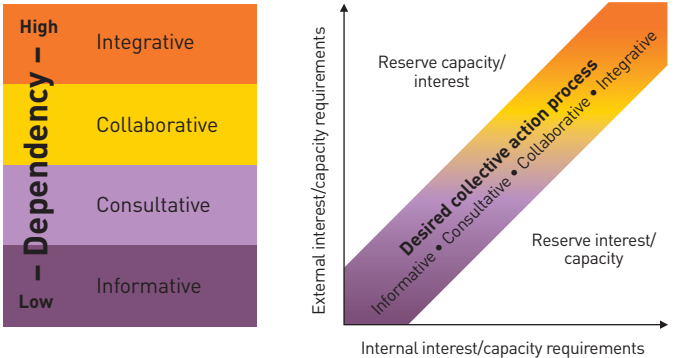 High
Integrative
Collaborative
– Dependency –
Consultative
Informative
Low
External interest/capacity requirements
Reserve capacity/
interest
Desired collective action process
Informative • Consultative • Collaborative • Integrative
Reserve interest/
capacity
Internal interest/capacity requirements